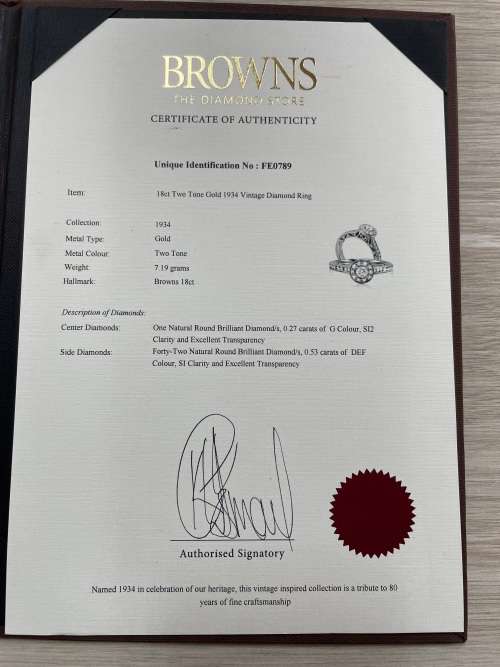 BROWNS
THE DIAMOND STORE
CERTIFICATE OF AUTHENTICITY
Unique Identification No : FE0789
Item: 18ct Two Tone Gold 1934 Vintage Diamond Ring
Collection: 1934
Metal Type: Gold
Metal Colour: Two Tone
Weight: 7.19 grams
Hallmark: Browns 18ct
Description of Diamonds:
Center Diamonds: One Natural Round Brilliant Diamond/s, 0.27 carats of G Colour, SI2
Clarity and Excellent Transparency
Side Diamonds: Forty-Two Natural Round Brilliant Diamond/s, 0.53 carats of DEF
Colour, SI Clarity and Excellent Transparency
Authorised Signatory
Named 1934 in celebration of our heritage, this vintage inspired collection is a tribute to 80
years of fine craftsmanship